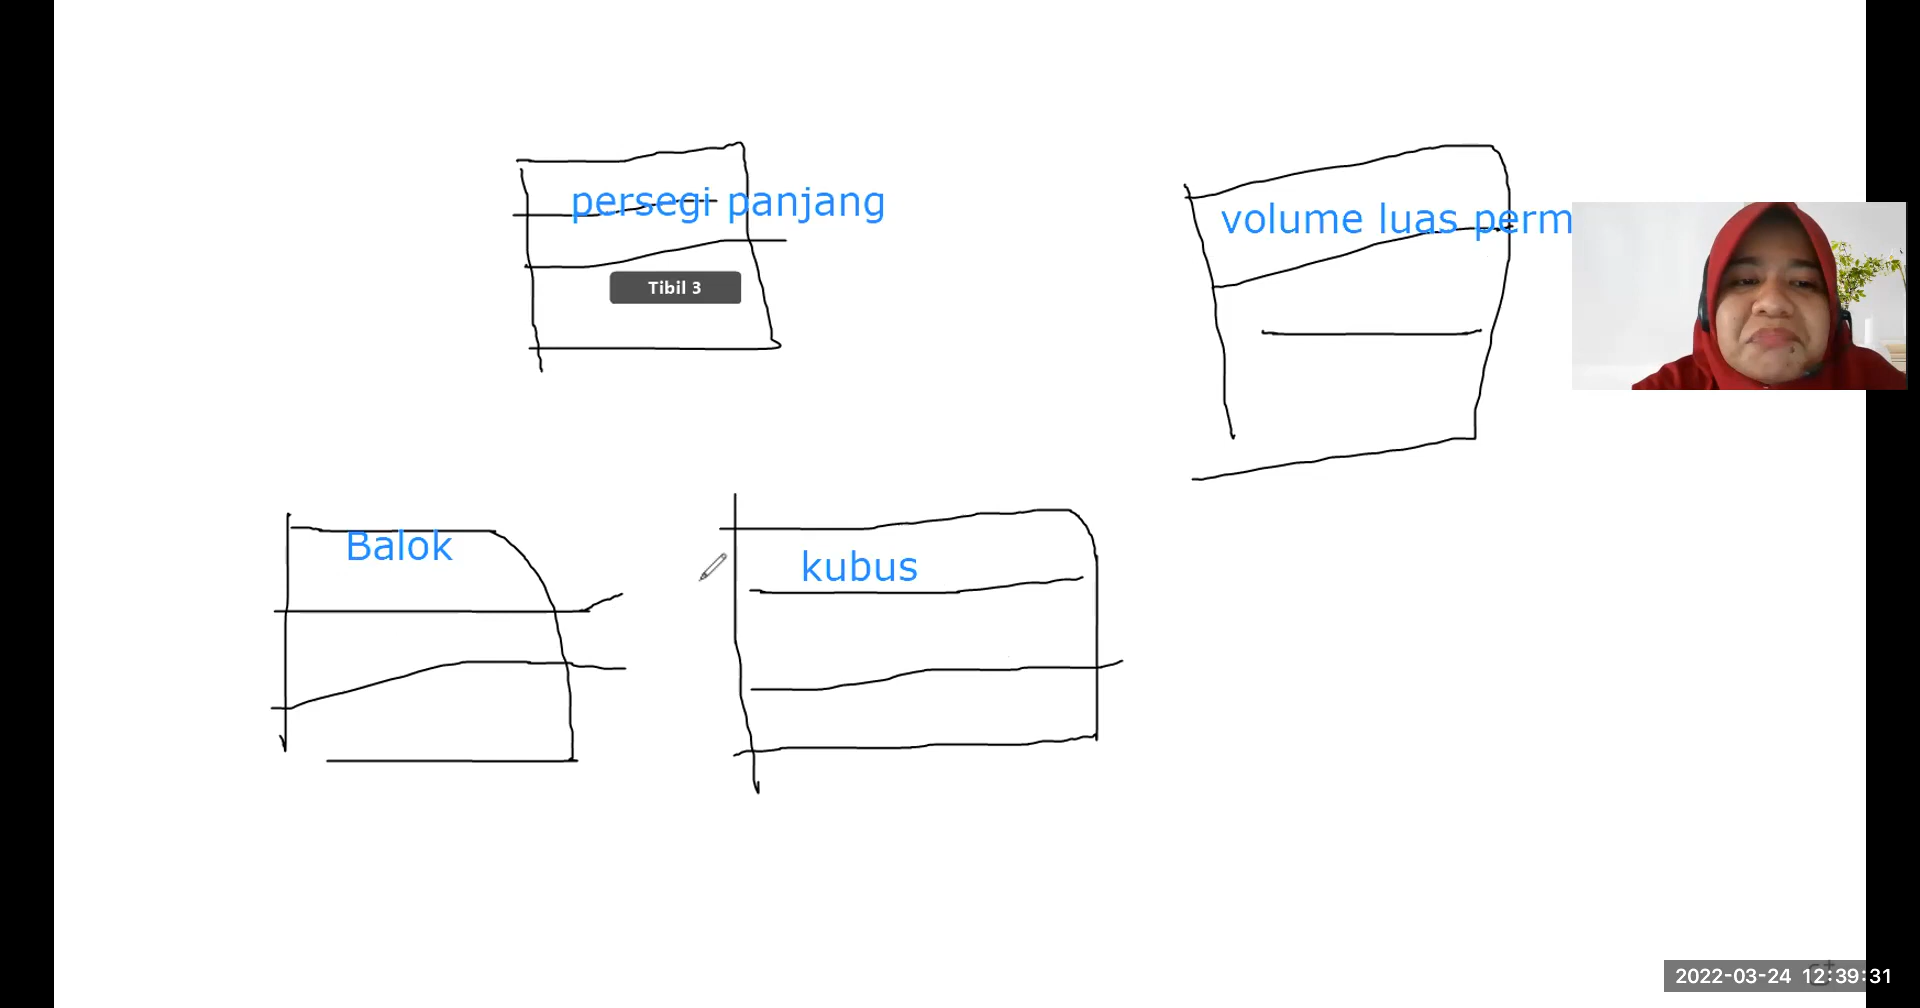 persegi panjang
volume luas perm
Tibil 3
Balok
kubus
2022-03-24 12:39:31